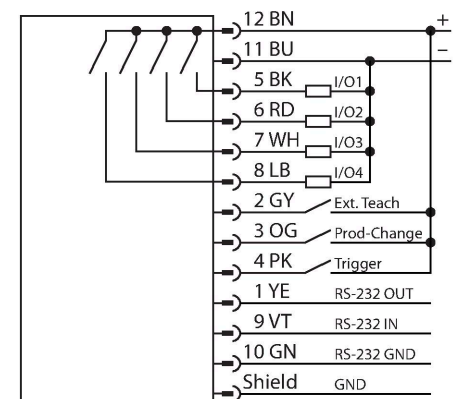 12 BN +
11 BU −
5 BK I/O1
6 RD I/O2
7 WH I/O3
8 LB I/O4
2 GY Ext. Teach
3 OG Prod-Change
4 PK Trigger
1 YE RS-232 OUT
9 VT RS-232 IN
10 GN RS-232 GND
Shield GND